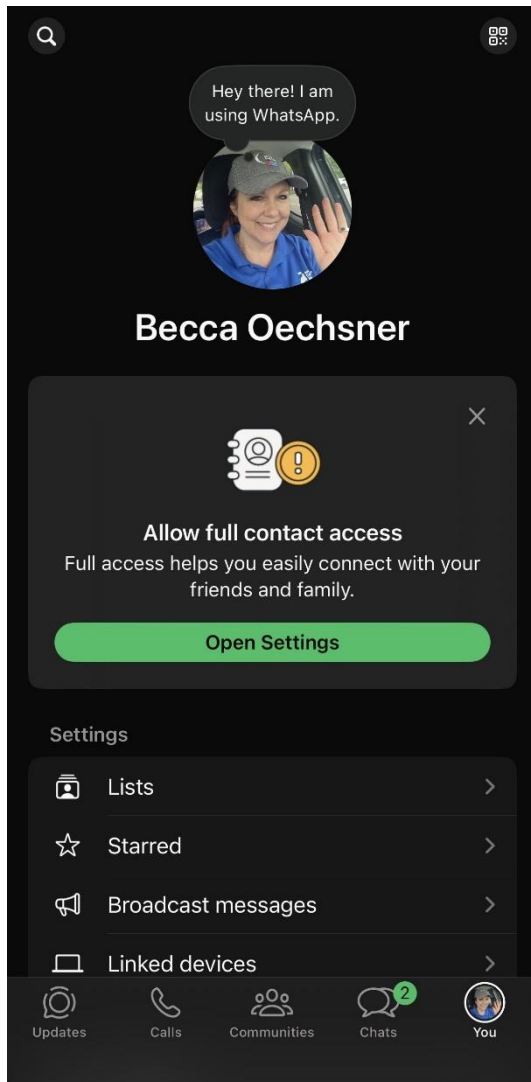 Hey there! I am
using WhatsApp.
Becca Oechsner
Allow full contact access
Full access helps you easily connect with your
friends and family.
Open Settings
Settings
Lists
Starred
Broadcast messages
Linked devices
2
Updates
Calls
Communities
Chats
You